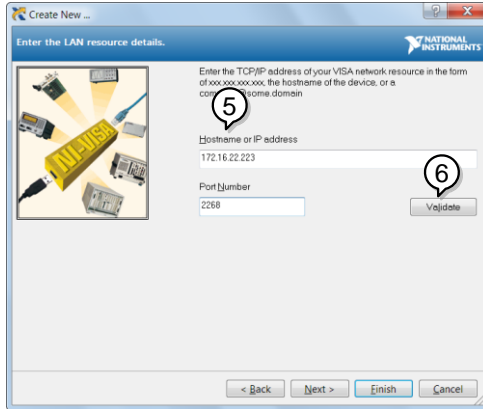 Create New ...
Enter the LAN resource details.
NATIONAL
INSTRUMENTS
Enter the TCP/IP address of your VISA network resource in the form
of xxx.xxx.xxx.xxx, the hostname of the device, or a
some.domain
5
Hostname or IP address
172.16.22.223
6
Port Number
2268
Validate
NI-VISA
< Back
Next >
Finish
Cancel